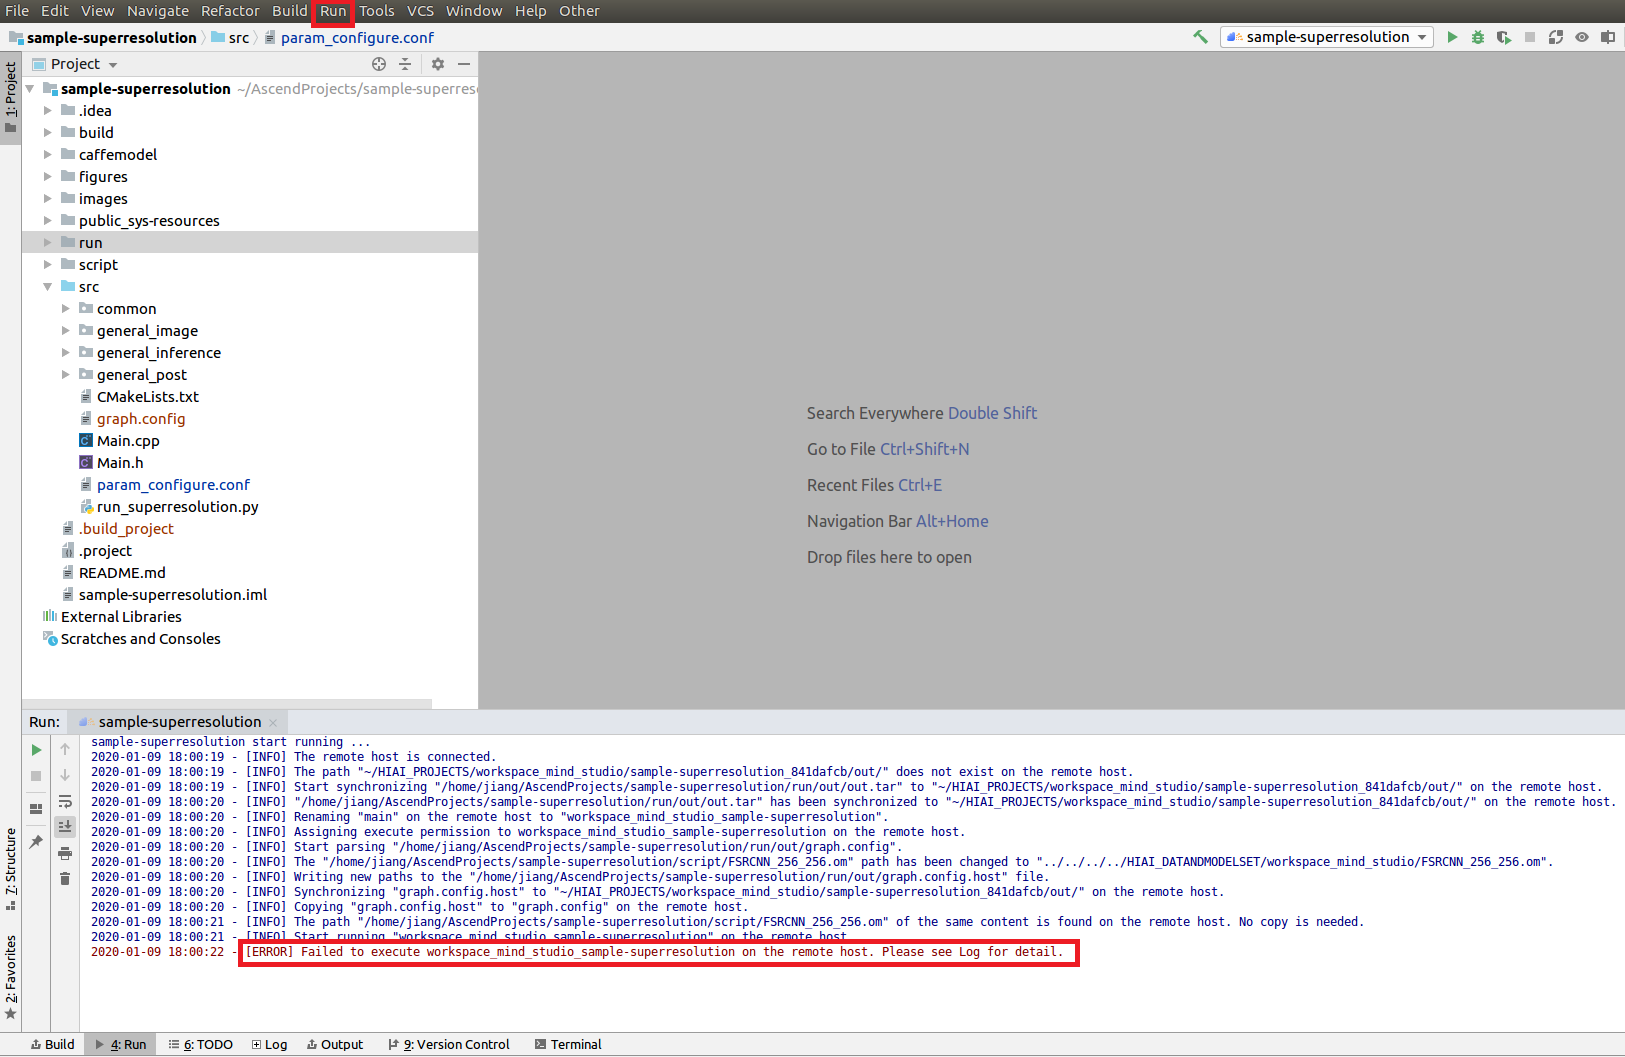 File Edit View Navigate Refactor Build Run Tools VCS Window Help Other
sample-superresolution src param_configure.conf sample-superresolution
1: Project
Project
sample-superresolution ~/AscendProjects/sample-superres
.idea
build
caffemodel
figures
images
public_sys-resources
run
script
src
common
general_image
general_inference
general_post
CMakeLists.txt
graph.config
Main.cpp
Main.h
param_configure.conf
run_superresolution.py
.build_project
.project
README.md
sample-superresolution.iml
External Libraries
Scratches and Consoles
Search Everywhere Double Shift
Go to File Ctrl+Shift+N
Recent Files Ctrl+E
Navigation Bar Alt+Home
Drop files here to open
Run: sample-superresolution
sample-superresolution start running ...
2020-01-09 18:00:19 - [INFO] The remote host is connected.
2020-01-09 18:00:19 - [INFO] The path "~/HIAI_PROJECTS/workspace_mind_studio/sample-superresolution_841dafcb/out/" does not exist on the remote host.
2020-01-09 18:00:19 - [INFO] Start synchronizing "/home/jiang/AscendProjects/sample-superresolution/run/out/out.tar" to "~/HIAI_PROJECTS/workspace_mind_studio/sample-superresolution_841dafcb/out/" on the remote host.
2020-01-09 18:00:20 - [INFO] "/home/jiang/AscendProjects/sample-superresolution/run/out/out.tar" has been synchronized to "~/HIAI_PROJECTS/workspace_mind_studio/sample-superresolution_841dafcb/out/" on the remote host.
2020-01-09 18:00:20 - [INFO] Renaming "main" on the remote host to "workspace_mind_studio_sample-superresolution".
2020-01-09 18:00:20 - [INFO] Assigning execute permission to workspace_mind_studio_sample-superresolution on the remote host.
2020-01-09 18:00:20 - [INFO] Start parsing "/home/jiang/AscendProjects/sample-superresolution/run/out/graph.config".
2020-01-09 18:00:20 - [INFO] The "/home/jiang/AscendProjects/sample-superresolution/script/FSRCNN_256_256.om" path has been changed to "../../../../HIAI_DATANDMODELSET/workspace_mind_studio/FSRCNN_256_256.om".
2020-01-09 18:00:20 - [INFO] Writing new paths to the "/home/jiang/AscendProjects/sample-superresolution/run/out/graph.config.host" file.
2020-01-09 18:00:20 - [INFO] Synchronizing "graph.config.host" to "~/HIAI_PROJECTS/workspace_mind_studio/sample-superresolution_841dafcb/out/" on the remote host.
2020-01-09 18:00:20 - [INFO] Copying "graph.config.host" to "graph.config" on the remote host.
2020-01-09 18:00:21 - [INFO] The path "/home/jiang/AscendProjects/sample-superresolution/script/FSRCNN_256_256.om" of the same content is found on the remote host. No copy is needed.
2020-01-09 18:00:21 - [INFO] Start running "workspace_mind_studio_sample-superresolution" on the remote host.
2020-01-09 18:00:22 - [ERROR] Failed to execute workspace_mind_studio_sample-superresolution on the remote host. Please see Log for detail.
7: Structure
2: Favorites
Build 4: Run 6: TODO Log Output 9: Version Control Terminal